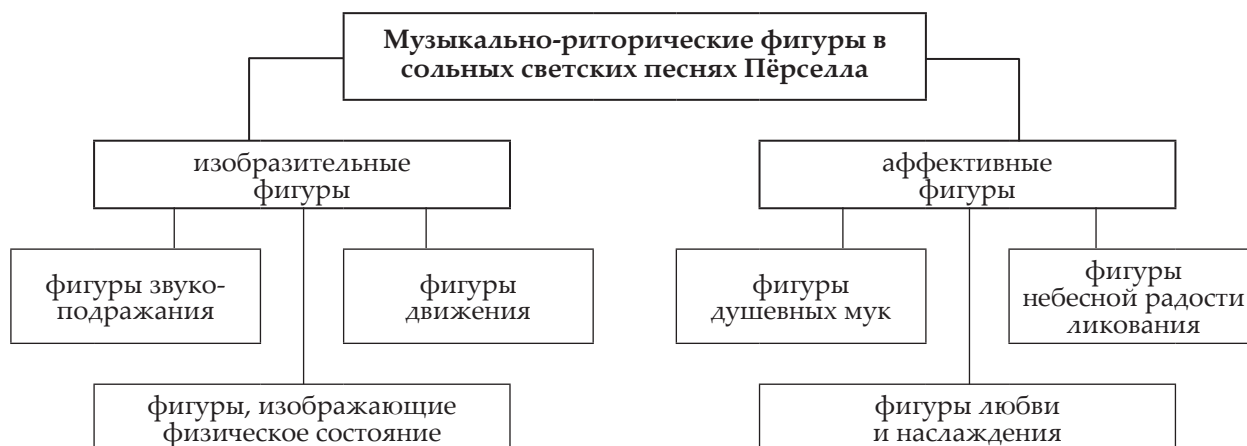 Музыкально-риторические фигуры в
сольных светских песнях Пёрселла
изобразительные
фигуры
аффективные
фигуры
фигуры звуко-
подражания
фигуры
движения
фигуры
душевных мук
фигуры
небесной радости
ликования
фигуры, изображающие
физическое состояние
фигуры любви
и наслаждения